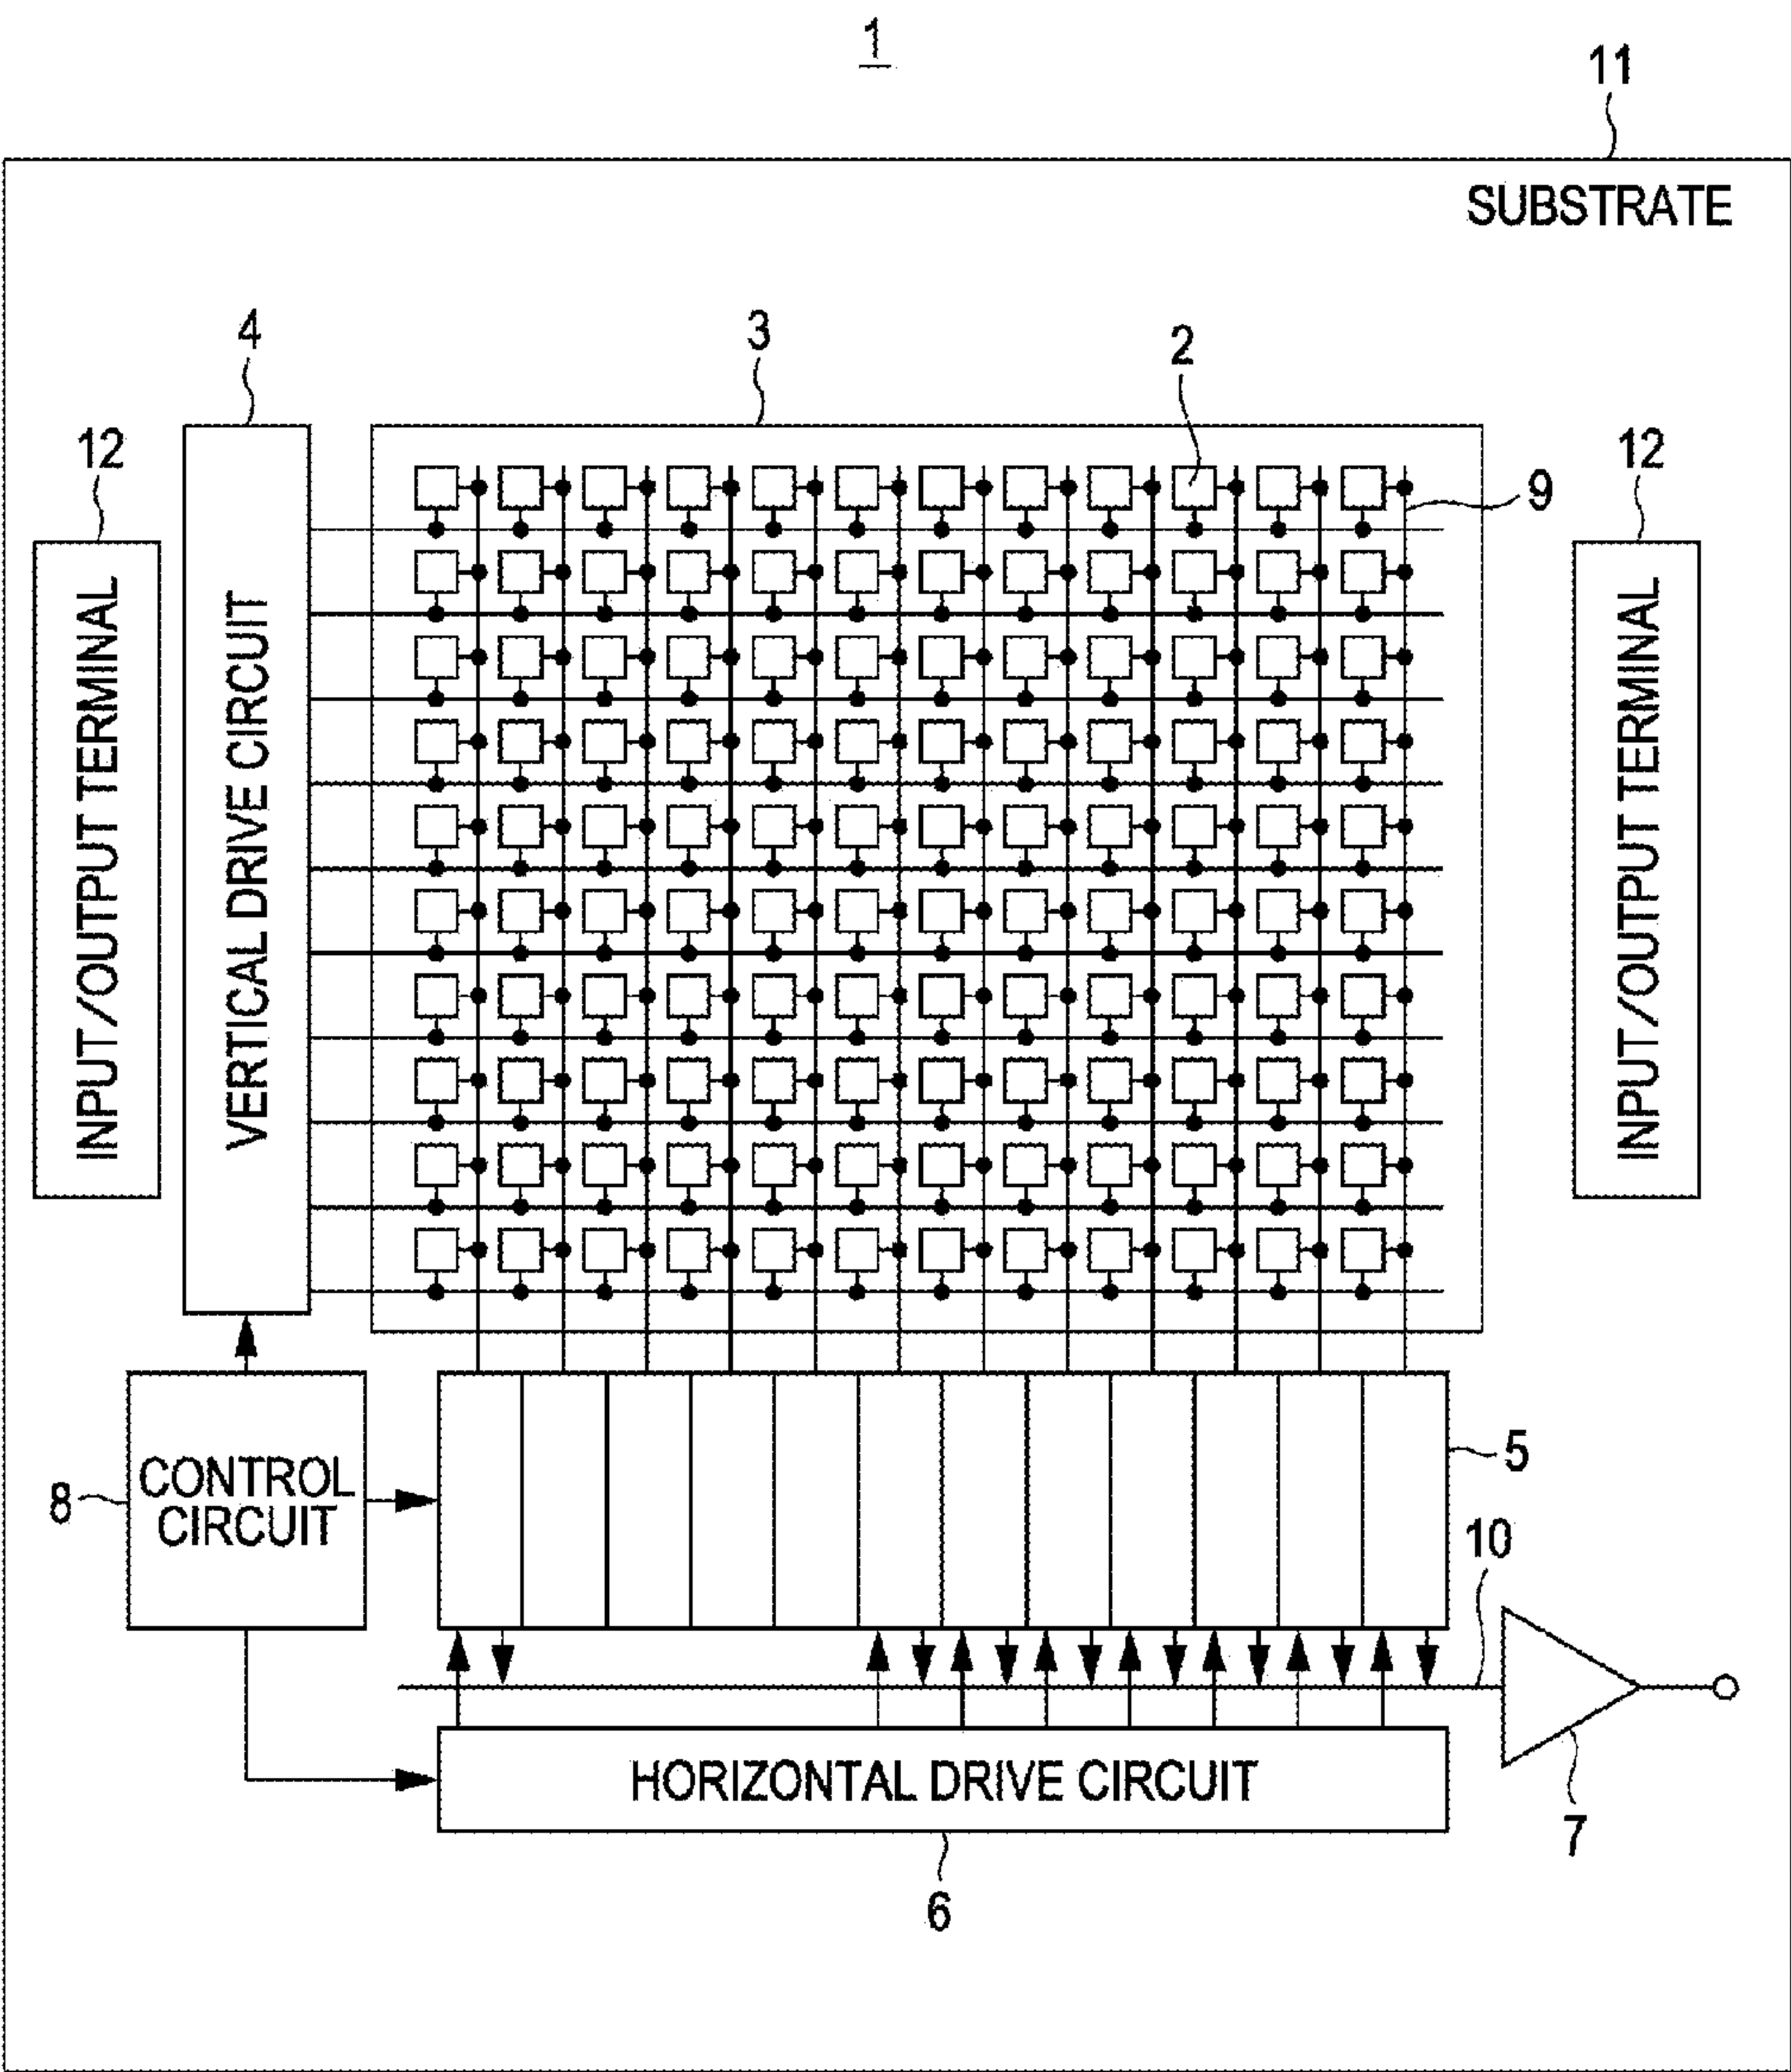 1
11
SUBSTRATE
4
3
2
12
12
9
INPUT/OUTPUT TERMINAL
VERTICAL DRIVE CIRCUIT
INPUT/OUTPUT TERMINAL
5
8
CONTROL
CIRCUIT
10
HORIZONTAL DRIVE CIRCUIT
7
6